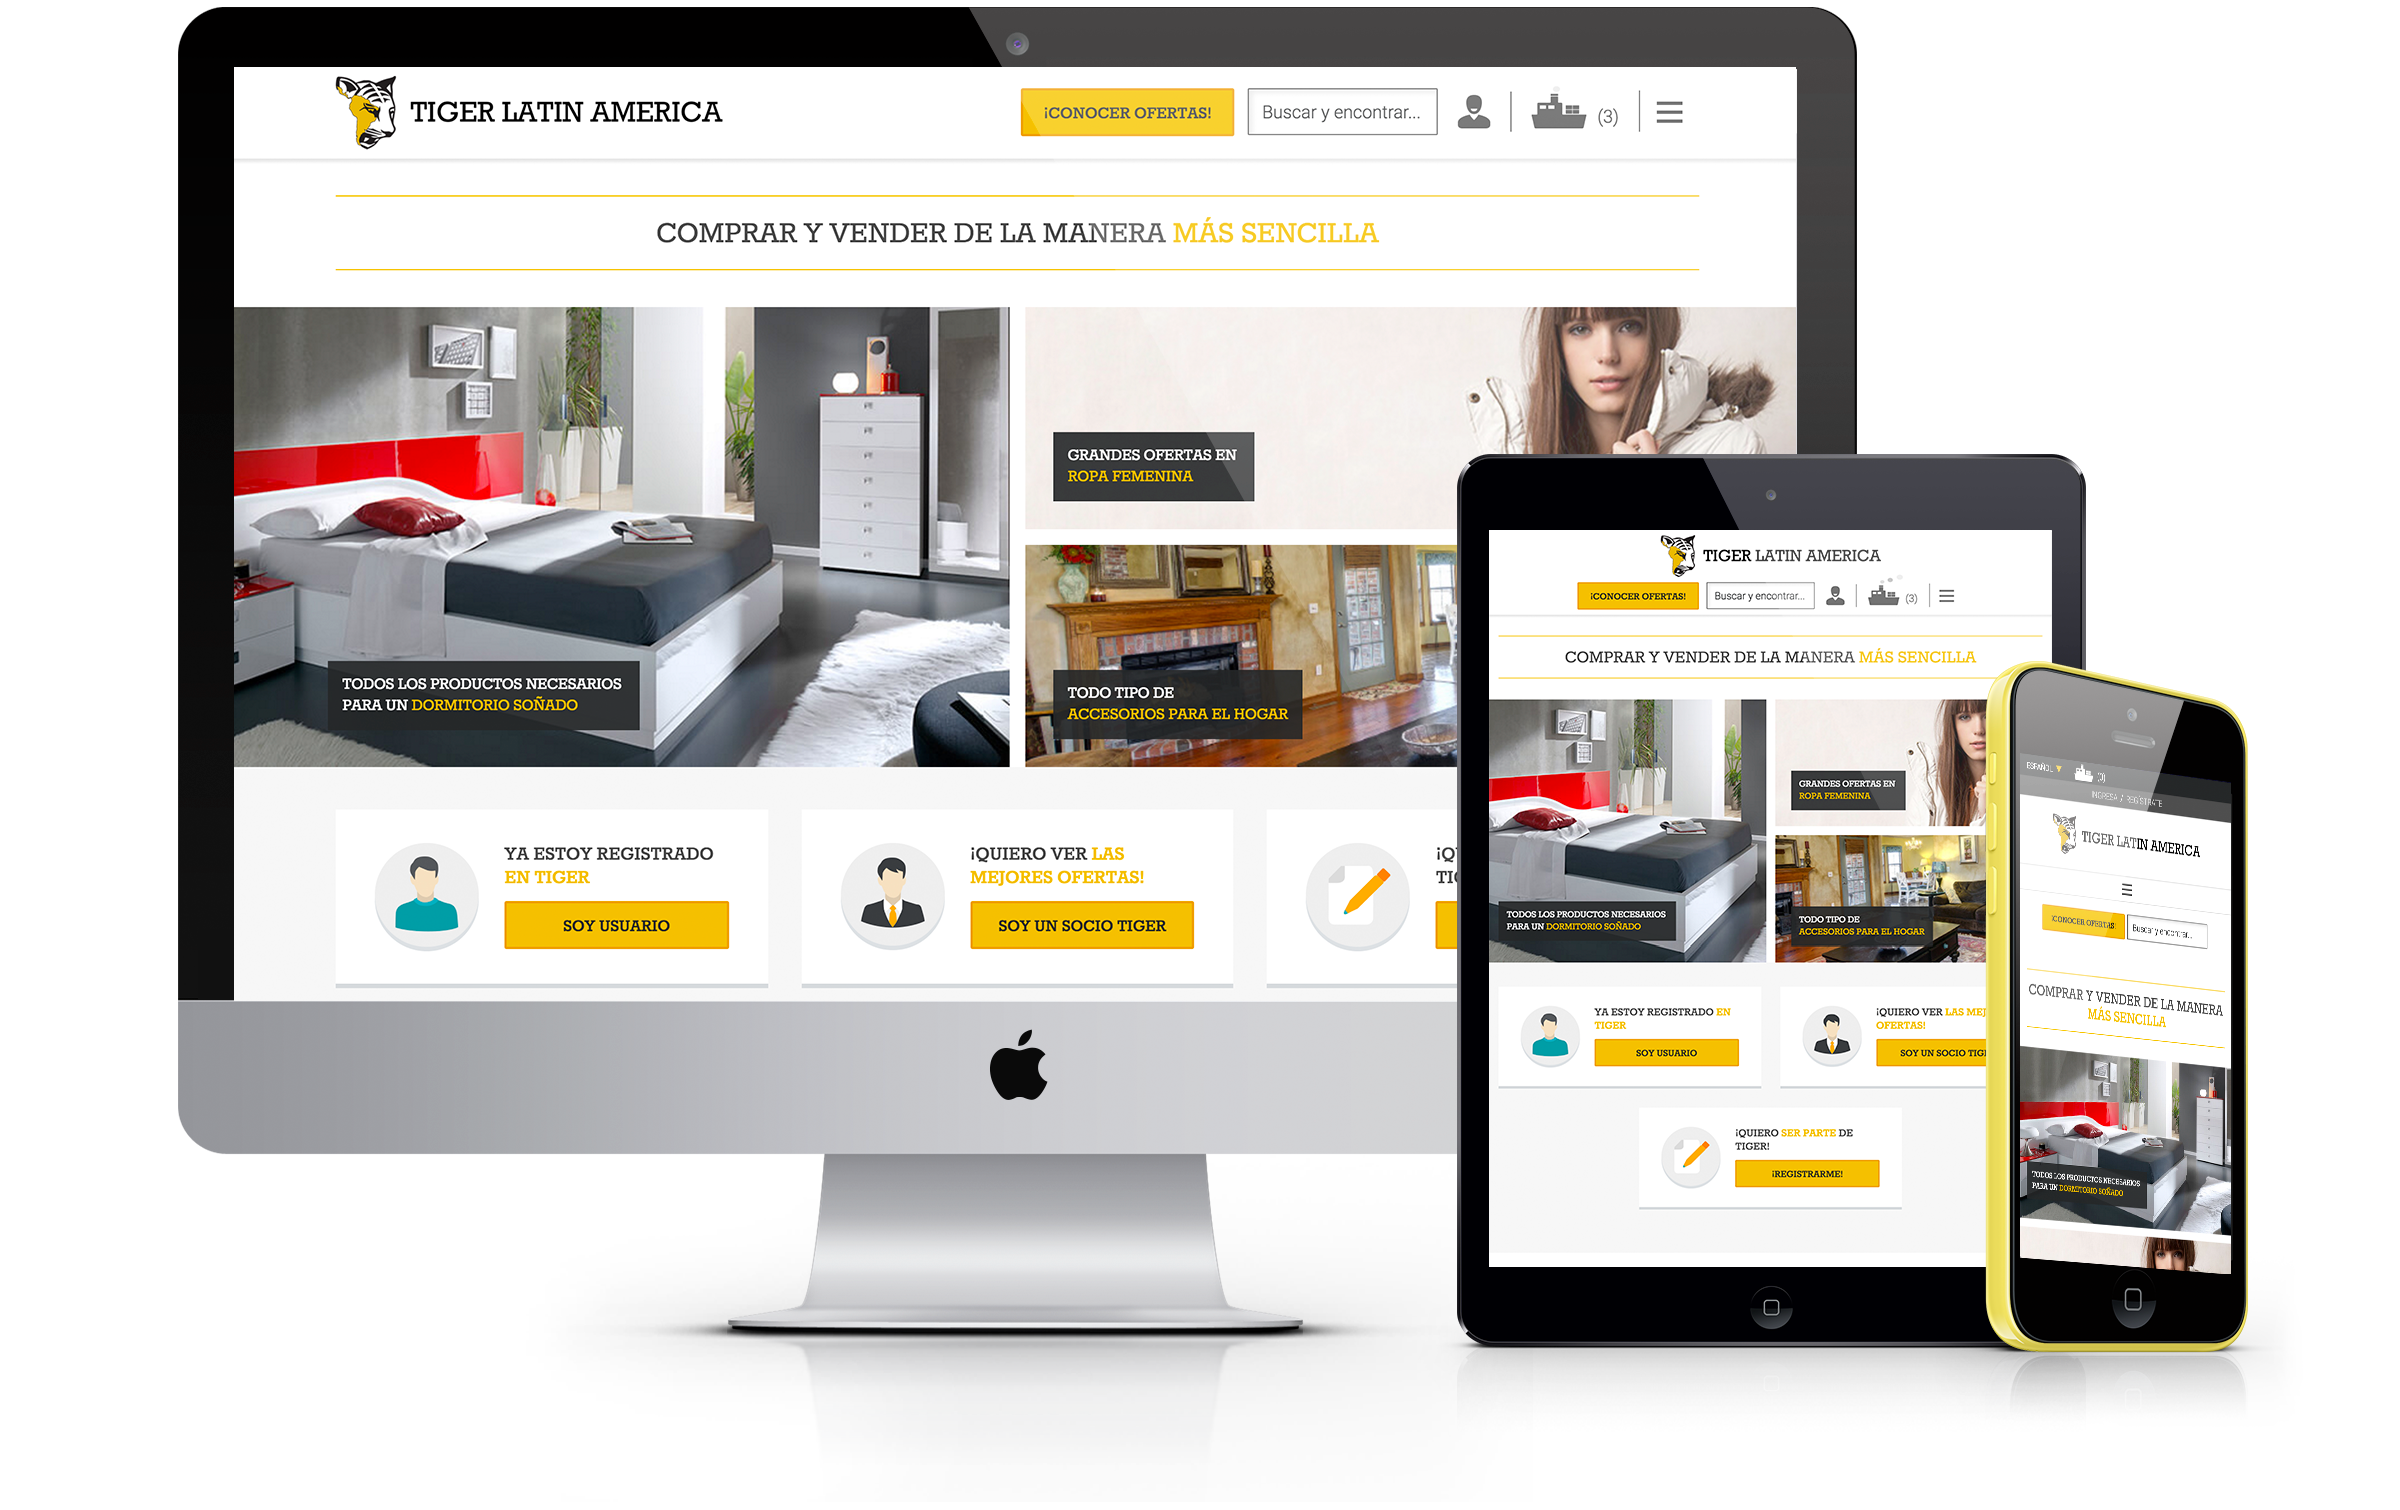 TIGER LATIN AMERICA
¡CONOCER OFERTAS!
Buscar y encontrar...
(3)
COMPRAR Y VENDER DE LA MANERA MÁS SENCILLA
GRANDES OFERTAS EN
ROPA FEMENINA
TODOS LOS PRODUCTOS NECESARIOS
PARA UN DORMITORIO SOÑADO
TODO TIPO DE
ACCESORIOS PARA EL HOGAR
YA ESTOY REGISTRADO
EN TIGER
SOY USUARIO
¡QUIERO VER LAS
MEJORES OFERTAS!
SOY UN SOCIO TIGER
TIGER LATIN AMERICA
¡CONOCER OFERTAS!
Buscar y encontrar...
(3)
COMPRAR Y VENDER DE LA MANERA MÁS SENCILLA
GRANDES OFERTAS EN
ROPA FEMENINA
TODOS LOS PRODUCTOS NECESARIOS
PARA UN DORMITORIO SOÑADO
TODO TIPO DE
ACCESORIOS PARA EL HOGAR
YA ESTOY REGISTRADO EN
TIGER
SOY USUARIO
¡QUIERO VER LAS MEJ
OFERTAS!
SOY UN SOCIO TIG
¡QUIERO SER PARTE DE
TIGER!
¡REGISTRARME!
ESPAÑOL
(0)
INGRESA / REGISTRATE
TIGER LATIN AMERICA
¡CONOCER OFERTAS!
Buscar y encontrar...
COMPRAR Y VENDER DE LA MANERA
MÁS SENCILLA
TODOS LOS PRODUCTOS NECESARIOS
PARA UN DORMITORIO SOÑADO